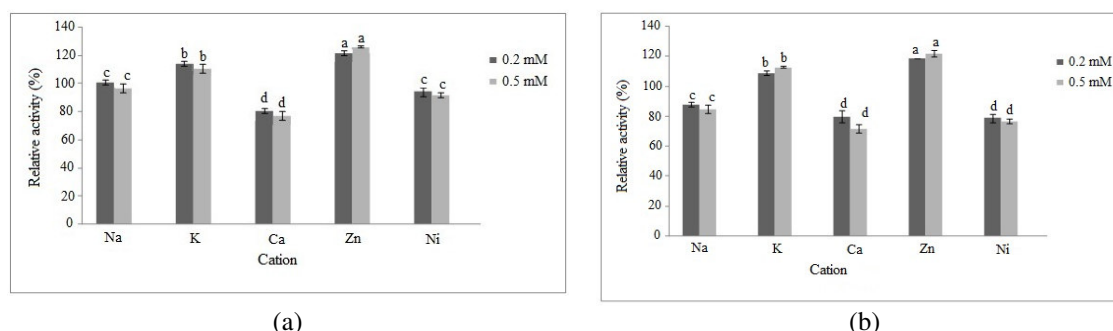 140
120
100
80
60
40
20
0
Relative activity (%)
c c
b b
d d
a a
c c
Na K Ca Zn Ni
Cation
0.2 mM
0.5 mM
(a)
140
120
100
80
60
40
20
0
Relative activity (%)
c c
b b
d d
a a
d d
Na K Ca Zn Ni
Cation
0.2 mM
0.5 mM
(b)